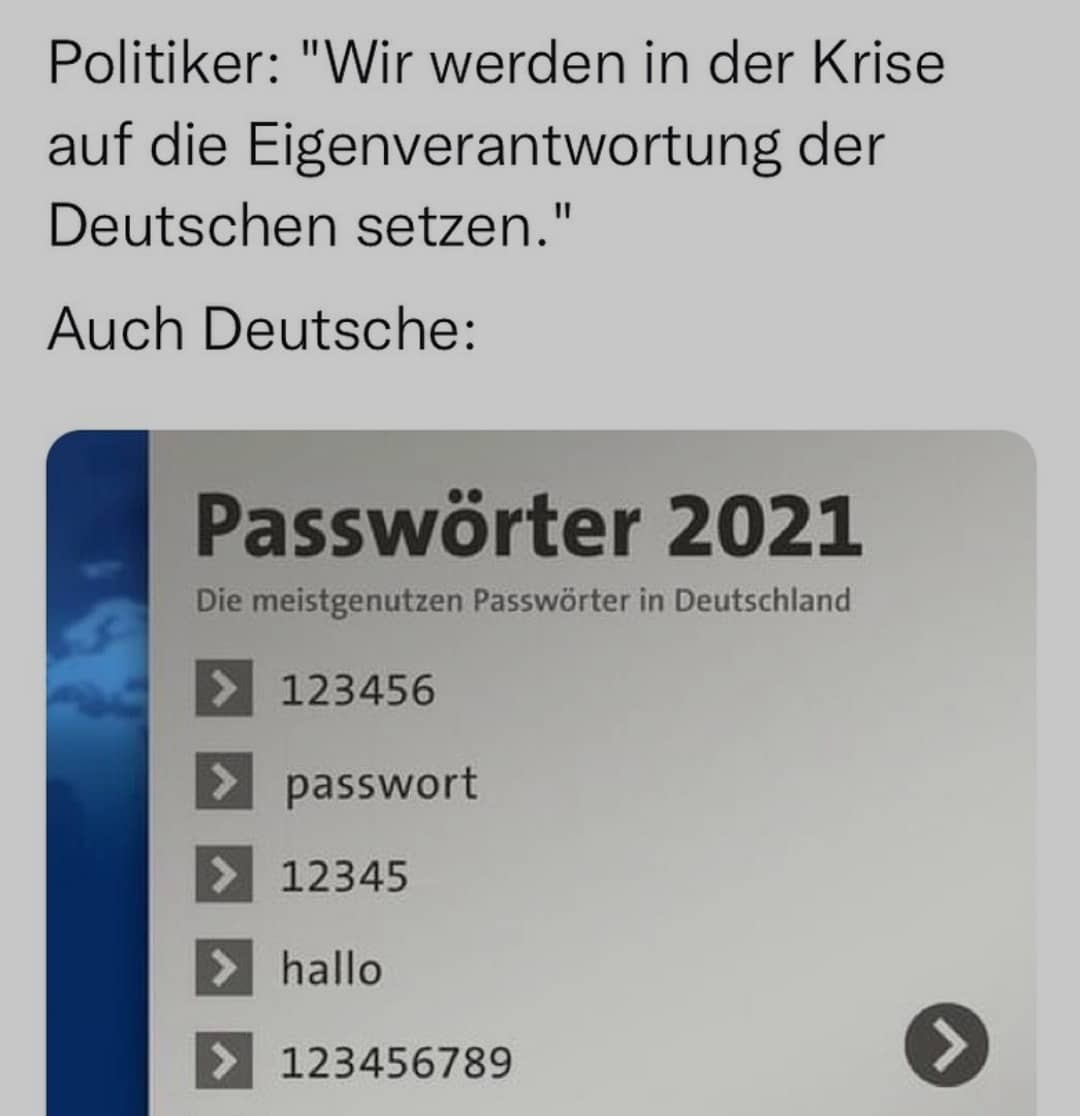 Politiker: "Wir werden in der Krise
auf die Eigenverantwortung der
Deutschen setzen."
Auch Deutsche:
Passwörter 2021
Die meistgenutzen Passwörter in Deutschland
123456
passwort
12345
hallo
123456789